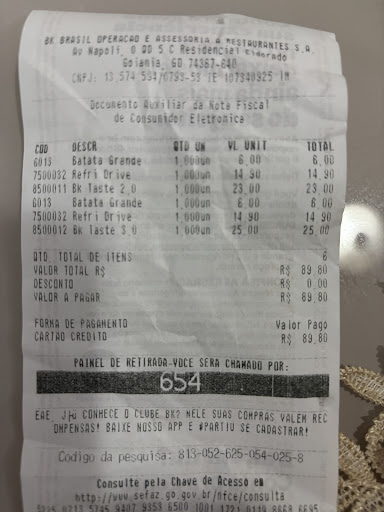 BK BRASIL OPERACAO E ASSESSORIA A RESTAURANTES S.A
Av Napoli, 0 QD 5 C Residencial Eldorado
Goiania, GO 74367-640
CNPJ: 13 574 594/0793-53 IE 107340925 IM
Documento Auxiliar da Nota Fiscal
de Consumidor Eletronica
COD DESCR QTD UN VL UNIT TOTAL
6013 Batata Grande 1,000un 6,00 6,00
7500032 Refri Drive 1,000un 14,90 14,90
8500011 Bk Taste 2.0 1,000un 23,00 23,00
6013 Batata Grande 1,000un 6,00 6,00
7500032 Refri Drive 1,000un 14,90 14,90
8500012 Bk Taste 3.0 1,000un 25,00 25,00
QTD TOTAL DE ITENS 6
VALOR TOTAL R$ R$ 89,80
DESCONTO R$ 0,00
VALOR A PAGAR R$ 89,80
FORMA DE PAGAMENTO Valor Pago
CARTAO CREDITO R$ 89,80
PAINEL DE RETIRADA-VOCE SERA CHAMADO POR:
654
EAE, CONHECE O CLUBE BK? NELE SUAS COMPRAS VALEM REC
OMPENSAS! BAIXE NOSSO APP E #PARTIU SE CADASTRAR!
Codigo da pesquisa: 813-052-625-054-025-8
Consulte pela Chave de Acesso em
http://www.sefaz.go.gov.br/nfce/consulta